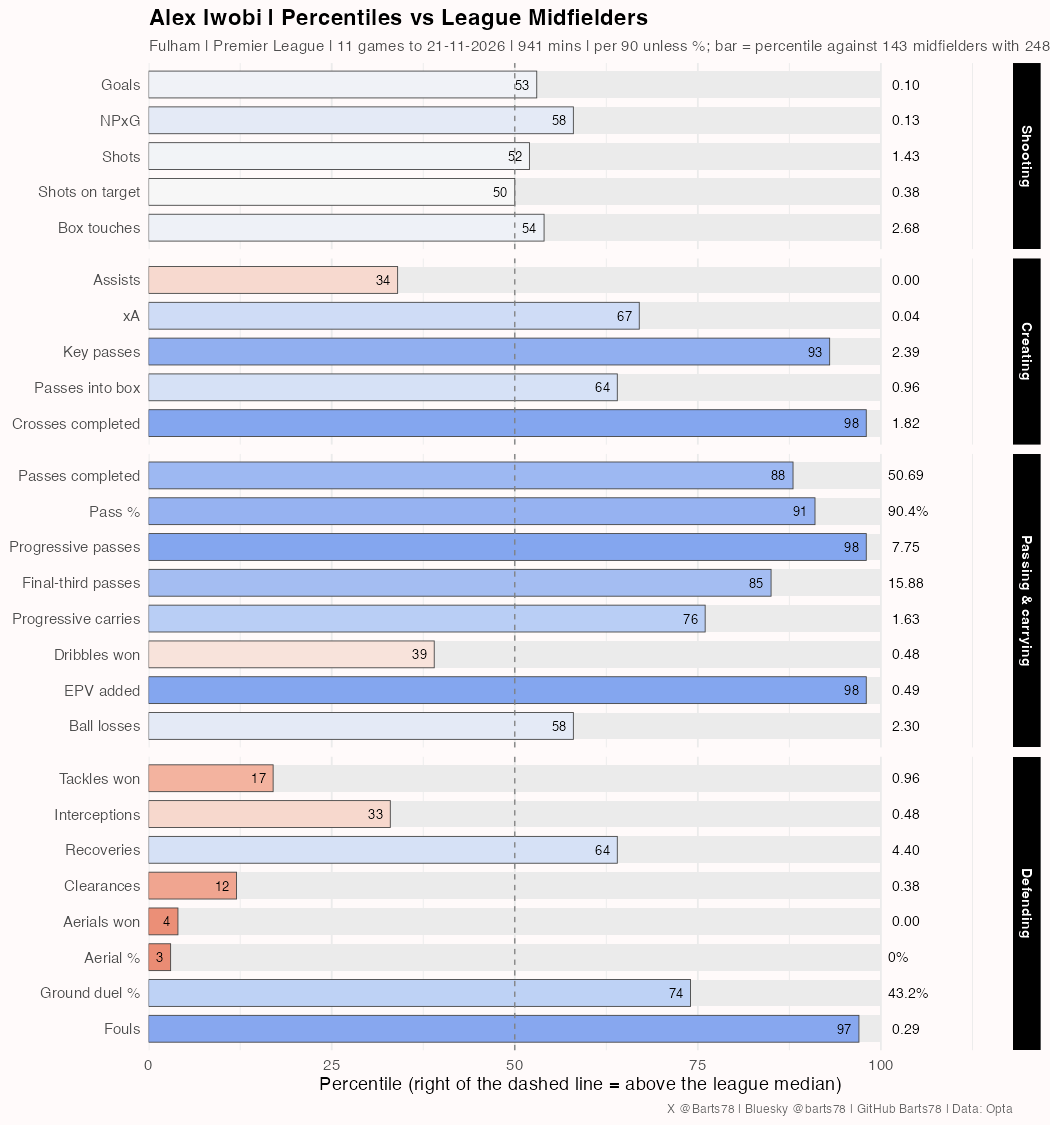 Alex Iwobi | Percentiles vs League Midfielders
Fulham | Premier League | 11 games to 21-11-2026 | 941 mins | per 90 unless %; bar = percentile against 143 midfielders with 248
Goals 53 0.10
NPxG 58 0.13
Shots 52 1.43
Shots on target 50 0.38
Box touches 54 2.68
Shooting
Assists 34 0.00
xA 67 0.04
Key passes 93 2.39
Passes into box 64 0.96
Crosses completed 98 1.82
Creating
Passes completed 88 50.69
Pass % 91 90.4%
Progressive passes 98 7.75
Final-third passes 85 15.88
Progressive carries 76 1.63
Dribbles won 39 0.48
EPV added 98 0.49
Ball losses 58 2.30
Passing & carrying
Tackles won 17 0.96
Interceptions 33 0.48
Recoveries 64 4.40
Clearances 12 0.38
Aerials won 4 0.00
Aerial % 3 0%
Ground duel % 74 43.2%
Fouls 97 0.29
Defending
0 25 50 75 100
Percentile (right of the dashed line = above the league median)
X @Barts78 | Bluesky @barts78 | GitHub Barts78 | Data: Opta